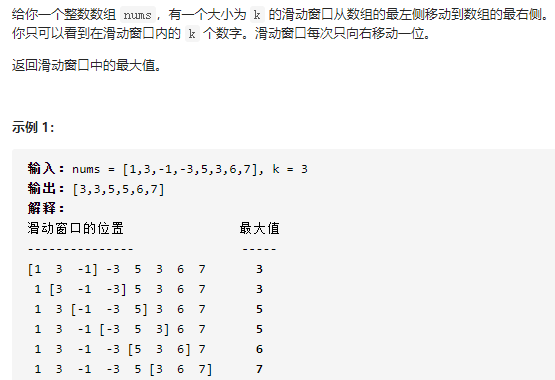 给你一个整数数组 nums，有一个大小为 k 的滑动窗口从数组的最左侧移动到数组的最右侧。
你只可以看到在滑动窗口内的 k 个数字。滑动窗口每次只向右移动一位。
返回滑动窗口中的最大值。
示例 1：
输入：nums = [1,3,-1,-3,5,3,6,7], k = 3
输出：[3,3,5,5,6,7]
解释：
滑动窗口的位置                最大值
---------------               -----
[1  3  -1] -3  5  3  6  7       3
 1 [3  -1  -3] 5  3  6  7       3
 1  3 [-1  -3  5] 3  6  7       5
 1  3  -1 [-3  5  3] 6  7       5
 1  3  -1  -3 [5  3  6] 7       6
 1  3  -1  -3  5 [3  6  7]      7